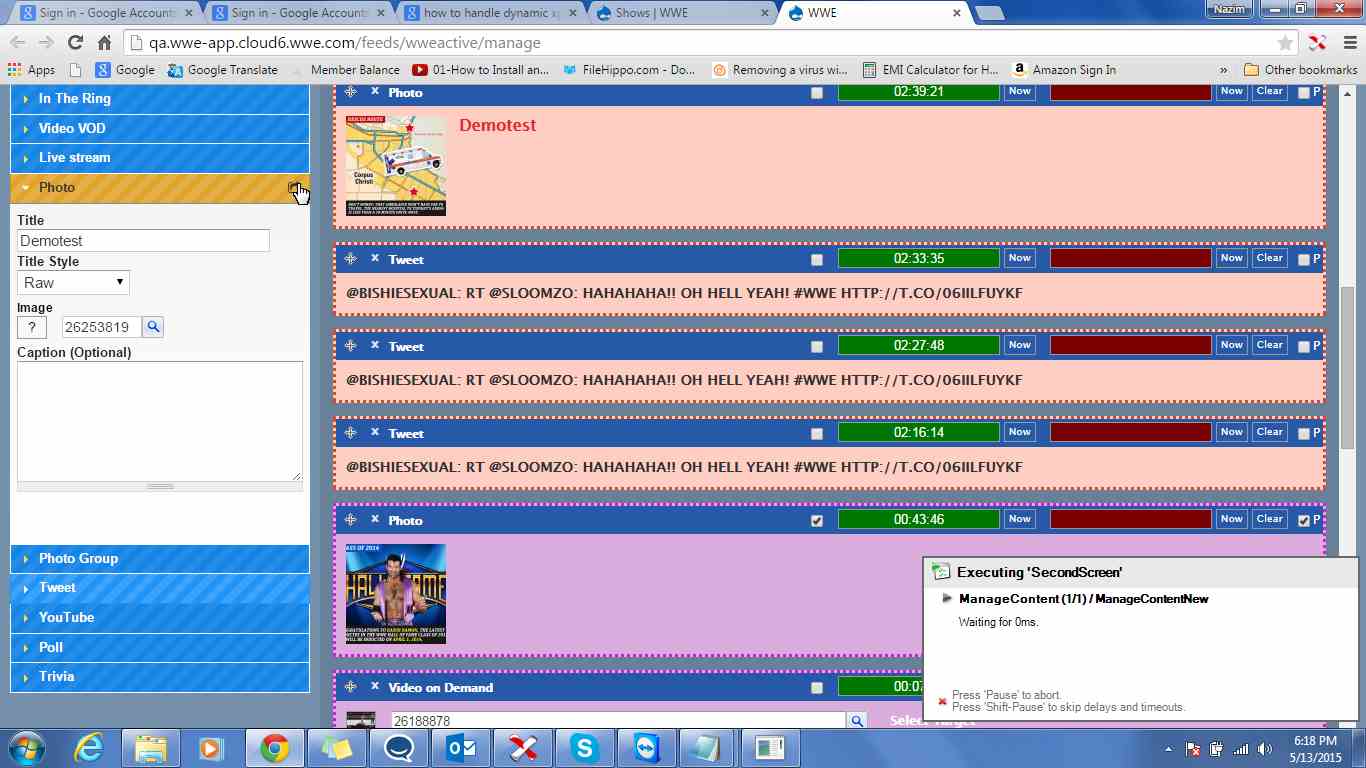 Sign in - Google Accounts
Sign in - Google Accounts
how to handle dynamic x
Shows | WWE
WWE
Nazim
qa.wwe-app.cloud6.wwe.com/feeds/wweactive/manage
Apps
Google
Google Translate
Member Balance
01-How to Install an...
FileHippo.com - Do...
Removing a virus wi...
EMI Calculator for H...
Amazon Sign In
»
Other bookmarks
In The Ring
Video VOD
Live stream
Photo
Title
Demotest
Title Style
Raw
Image
? 26253819
Caption (Optional)
Photo Group
Tweet
YouTube
Poll
Trivia
x Photo 02:39:21 Now Now Clear P
RESCUE ROUTE
Corpus
Christi
Demotest
x Tweet 02:33:35 Now Now Clear P
@BISHIESEXUAL: RT @SLOOMZO: HAHAHAHA!! OH HELL YEAH! #WWE HTTP://T.CO/06IILFUYKF
x Tweet 02:27:48 Now Now Clear P
@BISHIESEXUAL: RT @SLOOMZO: HAHAHAHA!! OH HELL YEAH! #WWE HTTP://T.CO/06IILFUYKF
x Tweet 02:16:14 Now Now Clear P
@BISHIESEXUAL: RT @SLOOMZO: HAHAHAHA!! OH HELL YEAH! #WWE HTTP://T.CO/06IILFUYKF
x Photo 00:43:46 Now Now Clear P
ASS OF 2014
x Video on Demand 00:07
26188878
Select Target
Executing 'SecondScreen'
ManageContent (1/1) / ManageContentNew
Waiting for 0ms.
Press 'Pause' to abort.
Press 'Shift-Pause' to skip delays and timeouts.
6:18 PM
5/13/2015